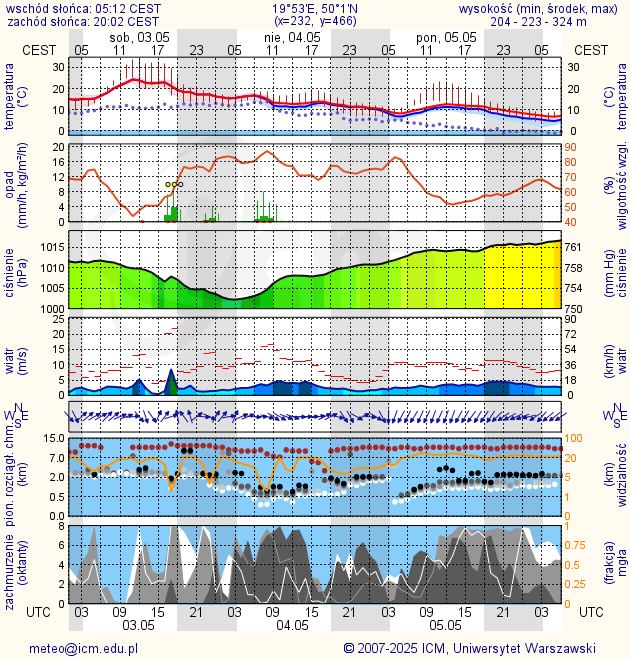 wschód słońca: 05:12 CEST 19°53'E, 50°1'N wysokość (min, środek, max)
zachód słońca: 20:02 CEST (x=232, y=466) 204 - 223 - 324 m
sob, 03.05 nie, 04.05 pon, 05.05
CEST 05 11 17 23 05 11 17 23 05 11 17 23 05 CEST
temperatura (°C) 30 20 10 0 30 20 10 0 (°C) temperatura
opad (mm/h, kg/m²/h) 20 16 12 8 4 0 90 80 70 60 50 40 (%) wilgotność wzgl.
ciśnienie (hPa) 1015 1010 1005 1000 761 758 754 750 (mm Hg) ciśnienie
wiatr (m/s) 25 20 15 10 5 0 90 72 54 36 18 0 (km/h) wiatr
N W E S N W E S
pion. rozciągł. chm. (km) 15.0 7.0 2.0 0.5 0.0 100 20 5 1 0 (km) widzialność
zachmurzenie (oktanty) 8 6 4 2 0 1 0.75 0.5 0.25 0 (frakcja) mgła
UTC 03 09 15 21 03 09 15 21 03 09 15 21 03 UTC
03.05 04.05 05.05
meteo@icm.edu.pl © 2007-2025 ICM, Uniwersytet Warszawski